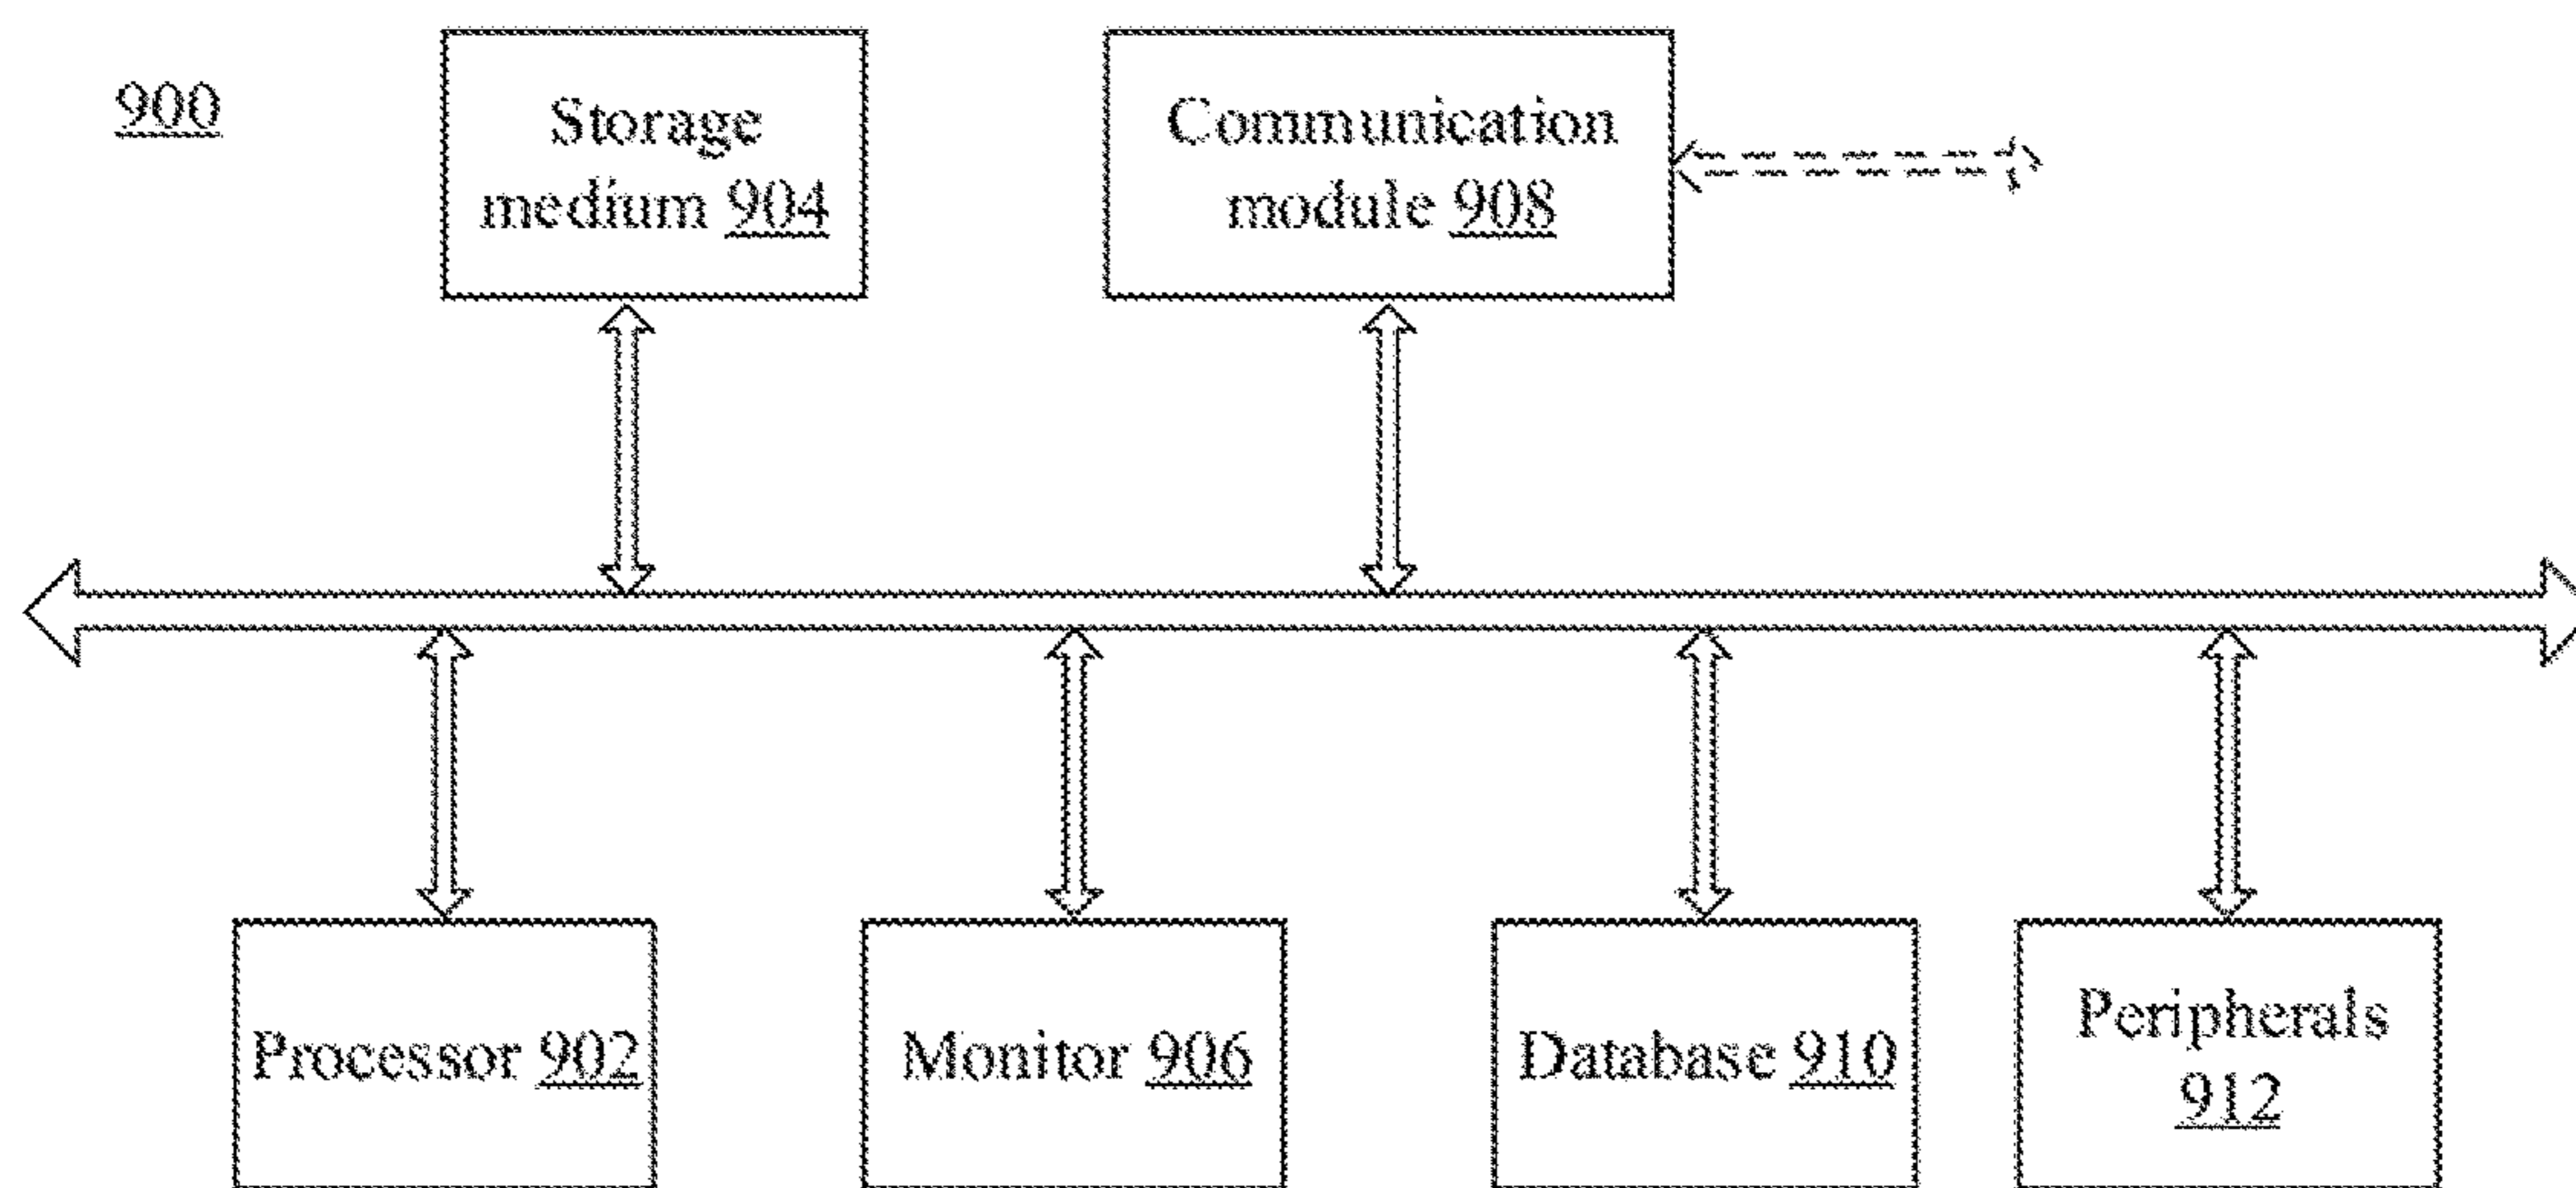 900
Storage
medium 904
Communication
module 908
Processor 902
Monitor 906
Database 910
Peripherals
912